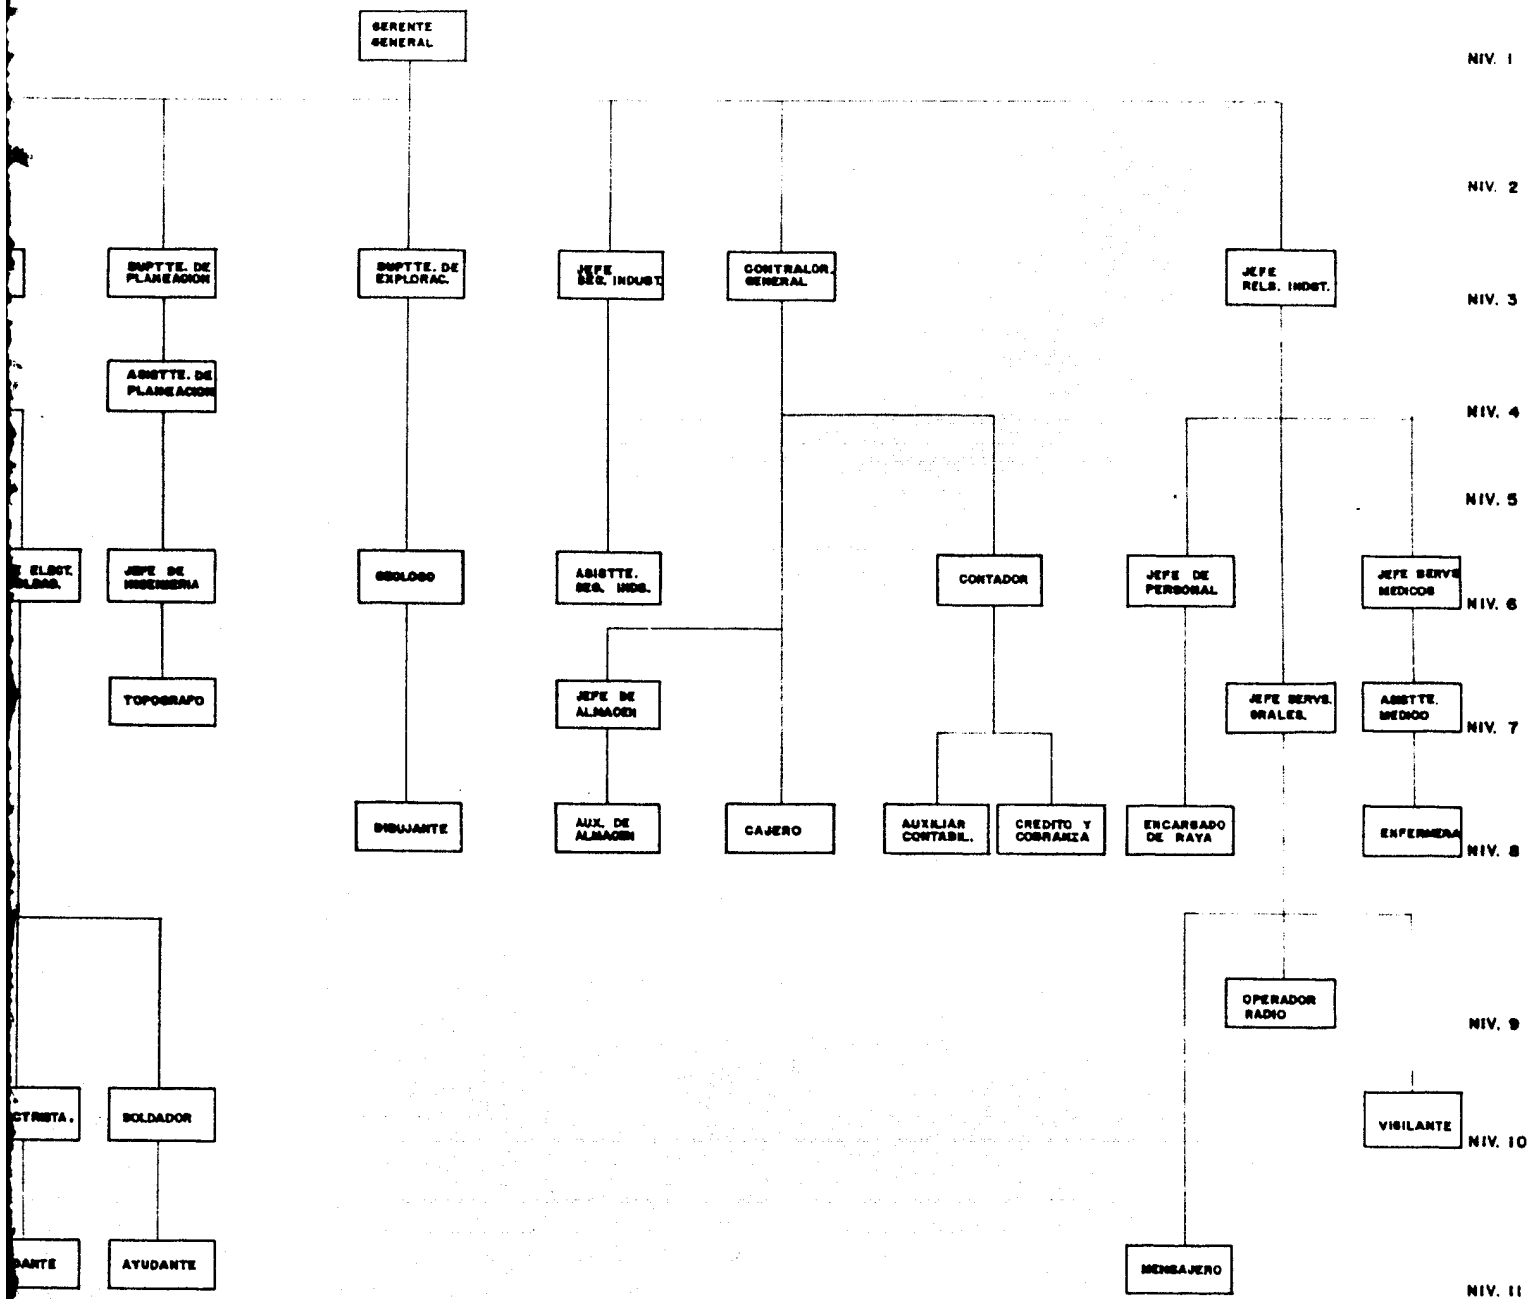 GERENTE
GENERAL
NIV. 1
NIV. 2
SUPTTE. DE
PLANEACION
SUPTTE. DE
EXPLORAC.
JEFE
SEG. INDUST.
CONTRALOR.
GENERAL
JEFE
RELS. INDST.
NIV. 3
ASISTTE. DE
PLANEACION
NIV. 4
NIV. 5
E ELECT.
JEFE DE
INGENIERIA
GEOLOGO
ASISTTE.
SEG. INDS.
CONTADOR
JEFE DE
PERSONAL
JEFE SERVS
MEDICOS
NIV. 6
TOPOGRAFO
JEFE DE
ALMACEN
JEFE SERVS.
GRALES.
ASISTTE.
MEDICO
NIV. 7
DIBUJANTE
AUX. DE
ALMACEN
CAJERO
AUXILIAR
CONTABIL.
CREDITO Y
COBRANZA
ENCARGADO
DE RAYA
ENFERMERA
NIV. 8
OPERADOR
RADIO
NIV. 9
CTRISTA.
SOLDADOR
VIGILANTE
NIV. 10
DANTE
AYUDANTE
MENSAJERO
NIV. 11